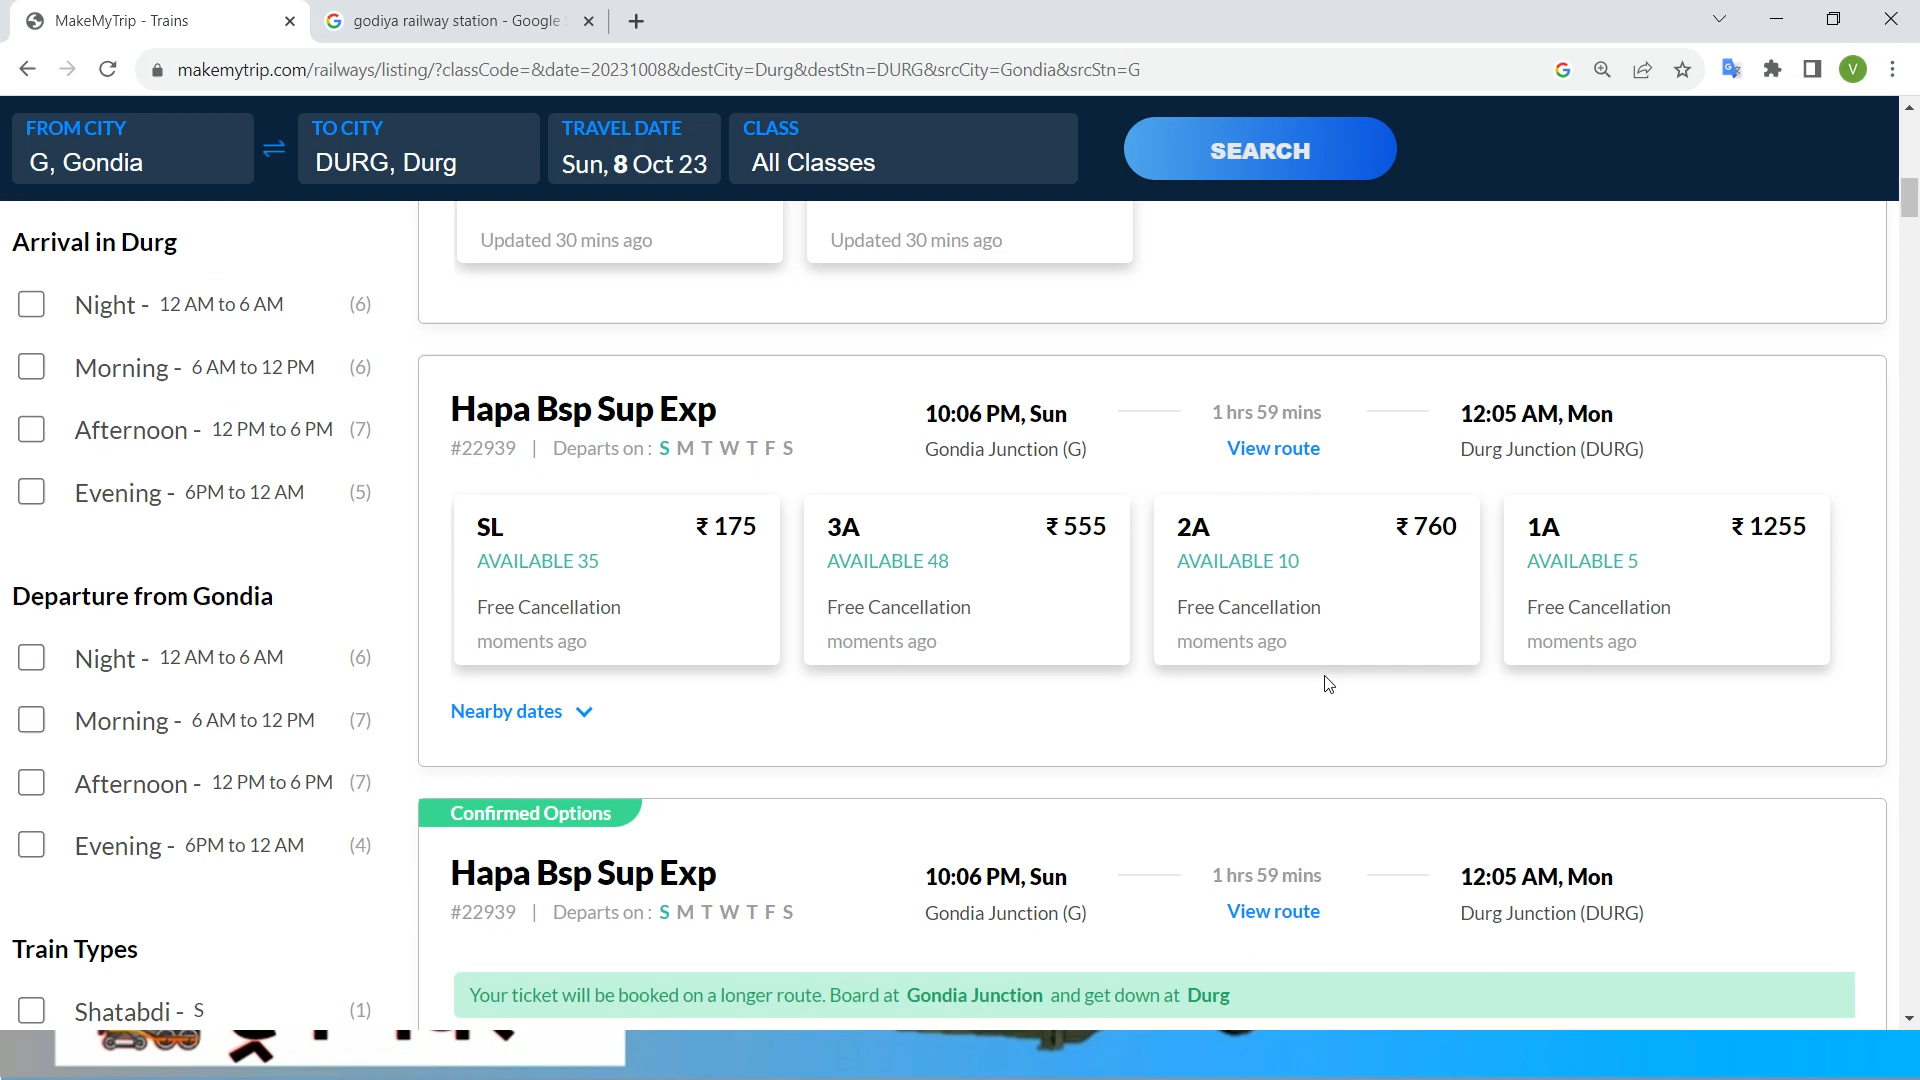 MakeMyTrip - Trains
godiya railway station - Google
makemytrip.com/railways/listing/?classCode=&date=20231008&destCity=Durg&destStn=DURG&srcCity=Gondia&srcStn=G
V
FROM CITY
G, Gondia
TO CITY
DURG, Durg
TRAVEL DATE
Sun, 8 Oct 23
CLASS
All Classes
SEARCH
Arrival in Durg
Night - 12 AM to 6 AM (6)
Morning - 6 AM to 12 PM (6)
Afternoon - 12 PM to 6 PM (7)
Evening - 6PM to 12 AM (5)
Departure from Gondia
Night - 12 AM to 6 AM (6)
Morning - 6 AM to 12 PM (7)
Afternoon - 12 PM to 6 PM (7)
Evening - 6PM to 12 AM (4)
Train Types
Shatabdi - S (1)
Updated 30 mins ago
Updated 30 mins ago
Hapa Bsp Sup Exp
#22939 | Departs on : S M T W T F S
10:06 PM, Sun
Gondia Junction (G)
1 hrs 59 mins
View route
12:05 AM, Mon
Durg Junction (DURG)
SL ₹ 175
AVAILABLE 35
Free Cancellation
moments ago
3A ₹ 555
AVAILABLE 48
Free Cancellation
moments ago
2A ₹ 760
AVAILABLE 10
Free Cancellation
moments ago
1A ₹ 1255
AVAILABLE 5
Free Cancellation
moments ago
Nearby dates
Confirmed Options
Hapa Bsp Sup Exp
#22939 | Departs on : S M T W T F S
10:06 PM, Sun
Gondia Junction (G)
1 hrs 59 mins
View route
12:05 AM, Mon
Durg Junction (DURG)
Your ticket will be booked on a longer route. Board at Gondia Junction and get down at Durg